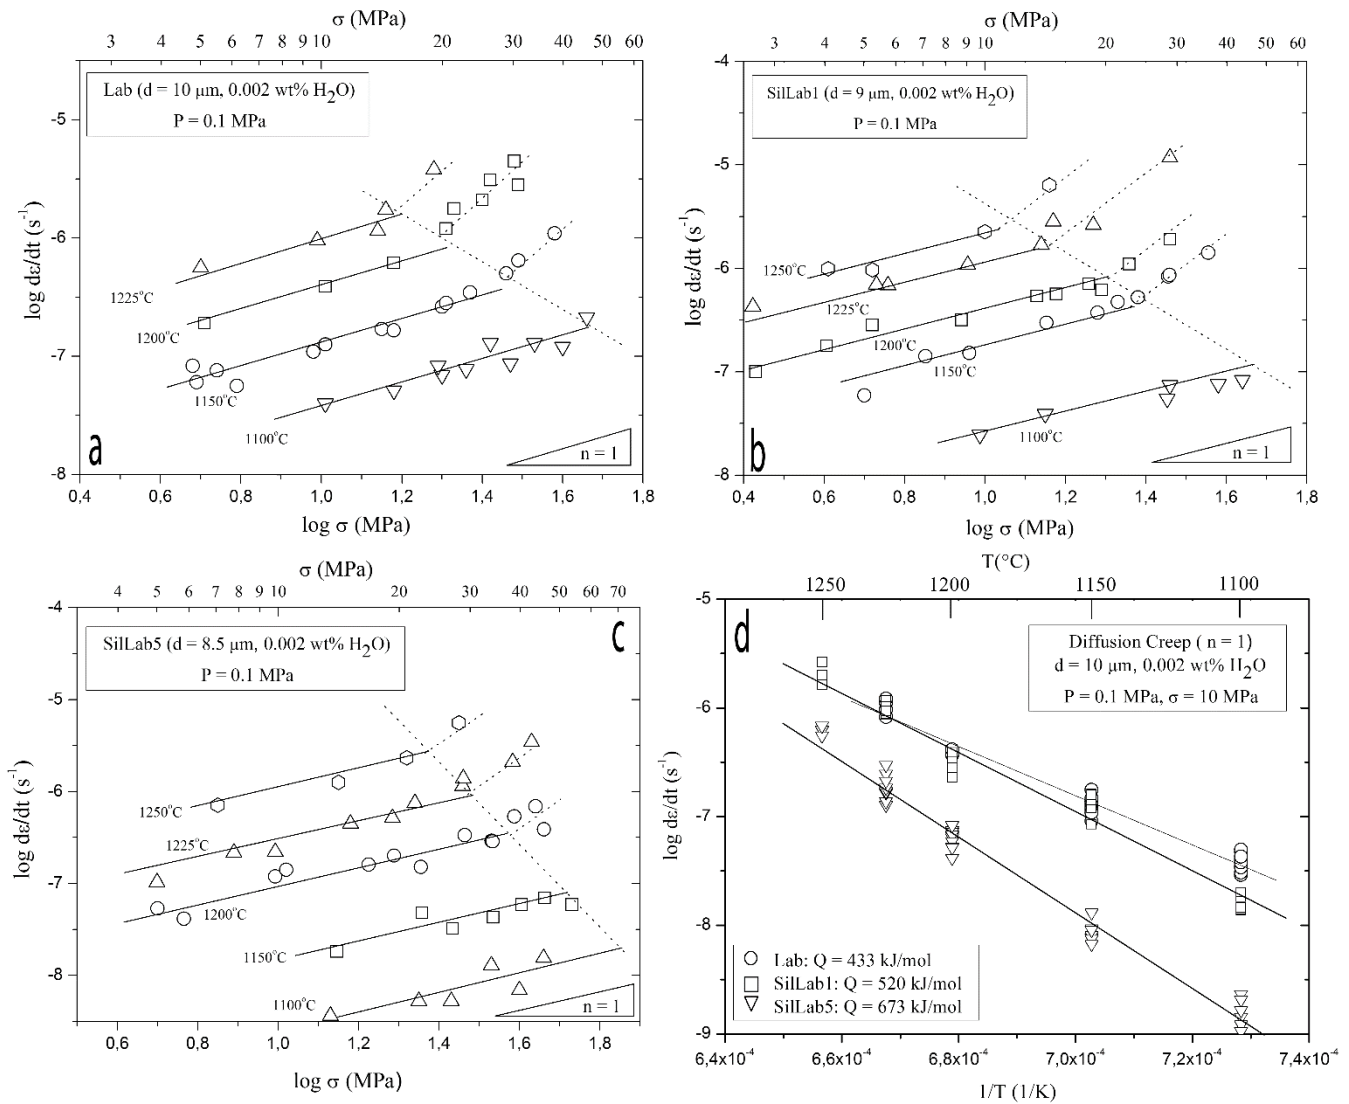 σ (MPa)
3 4 5 6 7 8 9 10 20 30 40 50 60
Lab (d = 10 μm, 0.002 wt% H2O)
P = 0.1 MPa
-5
-6
-7
-8
log dε/dt (s-1)
1225°C
1200°C
1150°C
1100°C
a
n = 1
0,4 0,6 0,8 1,0 1,2 1,4 1,6 1,8
log σ (MPa)
σ (MPa)
3 4 5 6 7 8 9 10 20 30 40 50 60
SilLab1 (d = 9 μm, 0.002 wt% H2O)
P = 0.1 MPa
-4
-5
-6
-7
-8
log dε/dt (s-1)
1250°C
1225°C
1200°C
1150°C
1100°C
b
n = 1
0,4 0,6 0,8 1,0 1,2 1,4 1,6 1,8
log σ (MPa)
σ (MPa)
4 5 6 7 8 9 10 20 30 40 50 60 70
SilLab5 (d = 8.5 μm, 0.002 wt% H2O)
P = 0.1 MPa
c
-4
-5
-6
-7
-8
log dε/dt (s-1)
1250°C
1225°C
1200°C
1150°C
1100°C
n = 1
0,6 0,8 1,0 1,2 1,4 1,6 1,8
log σ (MPa)
T(°C)
1250 1200 1150 1100
d
Diffusion Creep ( n = 1)
d = 10 μm, 0.002 wt% H2O
P = 0.1 MPa, σ = 10 MPa
-5
-6
-7
-8
-9
log dε/dt (s-1)
Lab: Q = 433 kJ/mol
SilLab1: Q = 520 kJ/mol
SilLab5: Q = 673 kJ/mol
6,4x10-4 6,6x10-4 6,8x10-4 7,0x10-4 7,2x10-4 7,4x10-4
1/T (1/K)